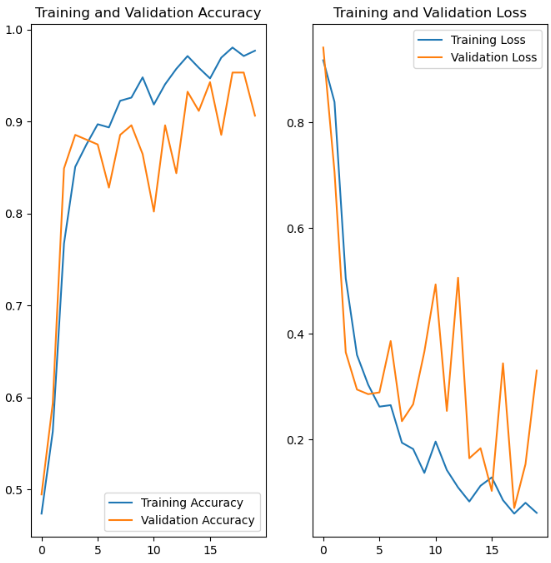 Training and Validation Accuracy
1.0
0.9
0.8
0.7
0.6
0.5
0 5 10 15
Training Accuracy
Validation Accuracy
Training and Validation Loss
0.8
0.6
0.4
0.2
0 5 10 15
Training Loss
Validation Loss